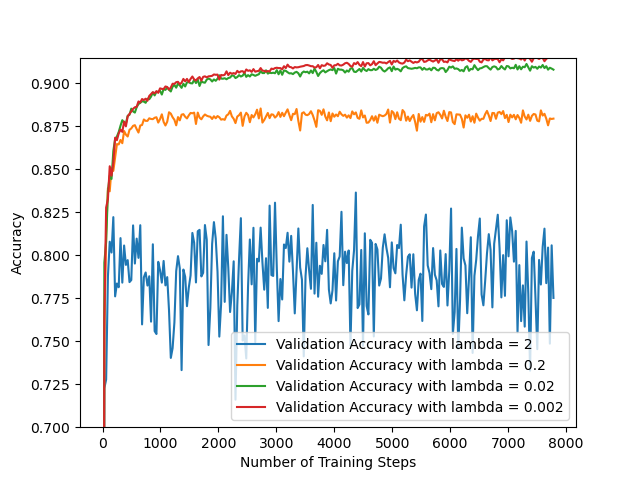 0.900
0.875
0.850
0.825
0.800
0.775
0.750
0.725
0.700
Accuracy
Validation Accuracy with lambda = 2
Validation Accuracy with lambda = 0.2
Validation Accuracy with lambda = 0.02
Validation Accuracy with lambda = 0.002
0 1000 2000 3000 4000 5000 6000 7000 8000
Number of Training Steps